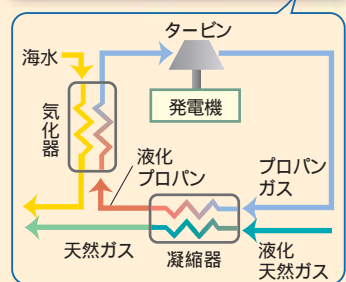 タービン
海水
気化器
発電機
液化
プロパン
プロパン
ガス
天然ガス
凝縮器
液化
天然ガス